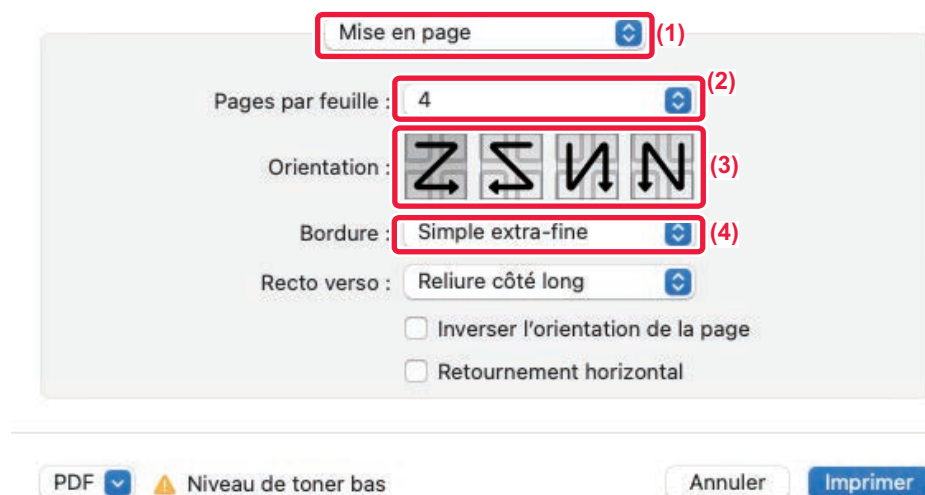 Mise en page (1)
(2)
Pages par feuille : 4
Orientation : (3)
Bordure : Simple extra-fine (4)
Recto verso : Reliure côté long
Inverser l'orientation de la page
Retournement horizontal
PDF Niveau de toner bas Annuler Imprimer